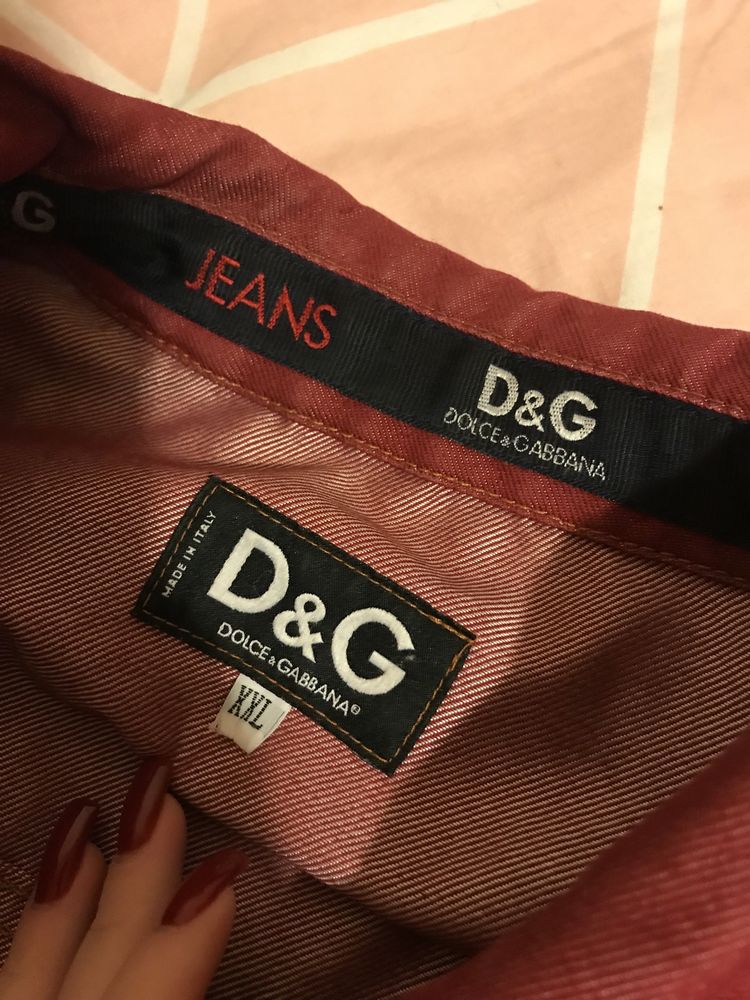 G
JEANS
D&G
DOLCE&GABBANA
MADE IN ITALY
D&G
DOLCE&GABBANA®
XXL